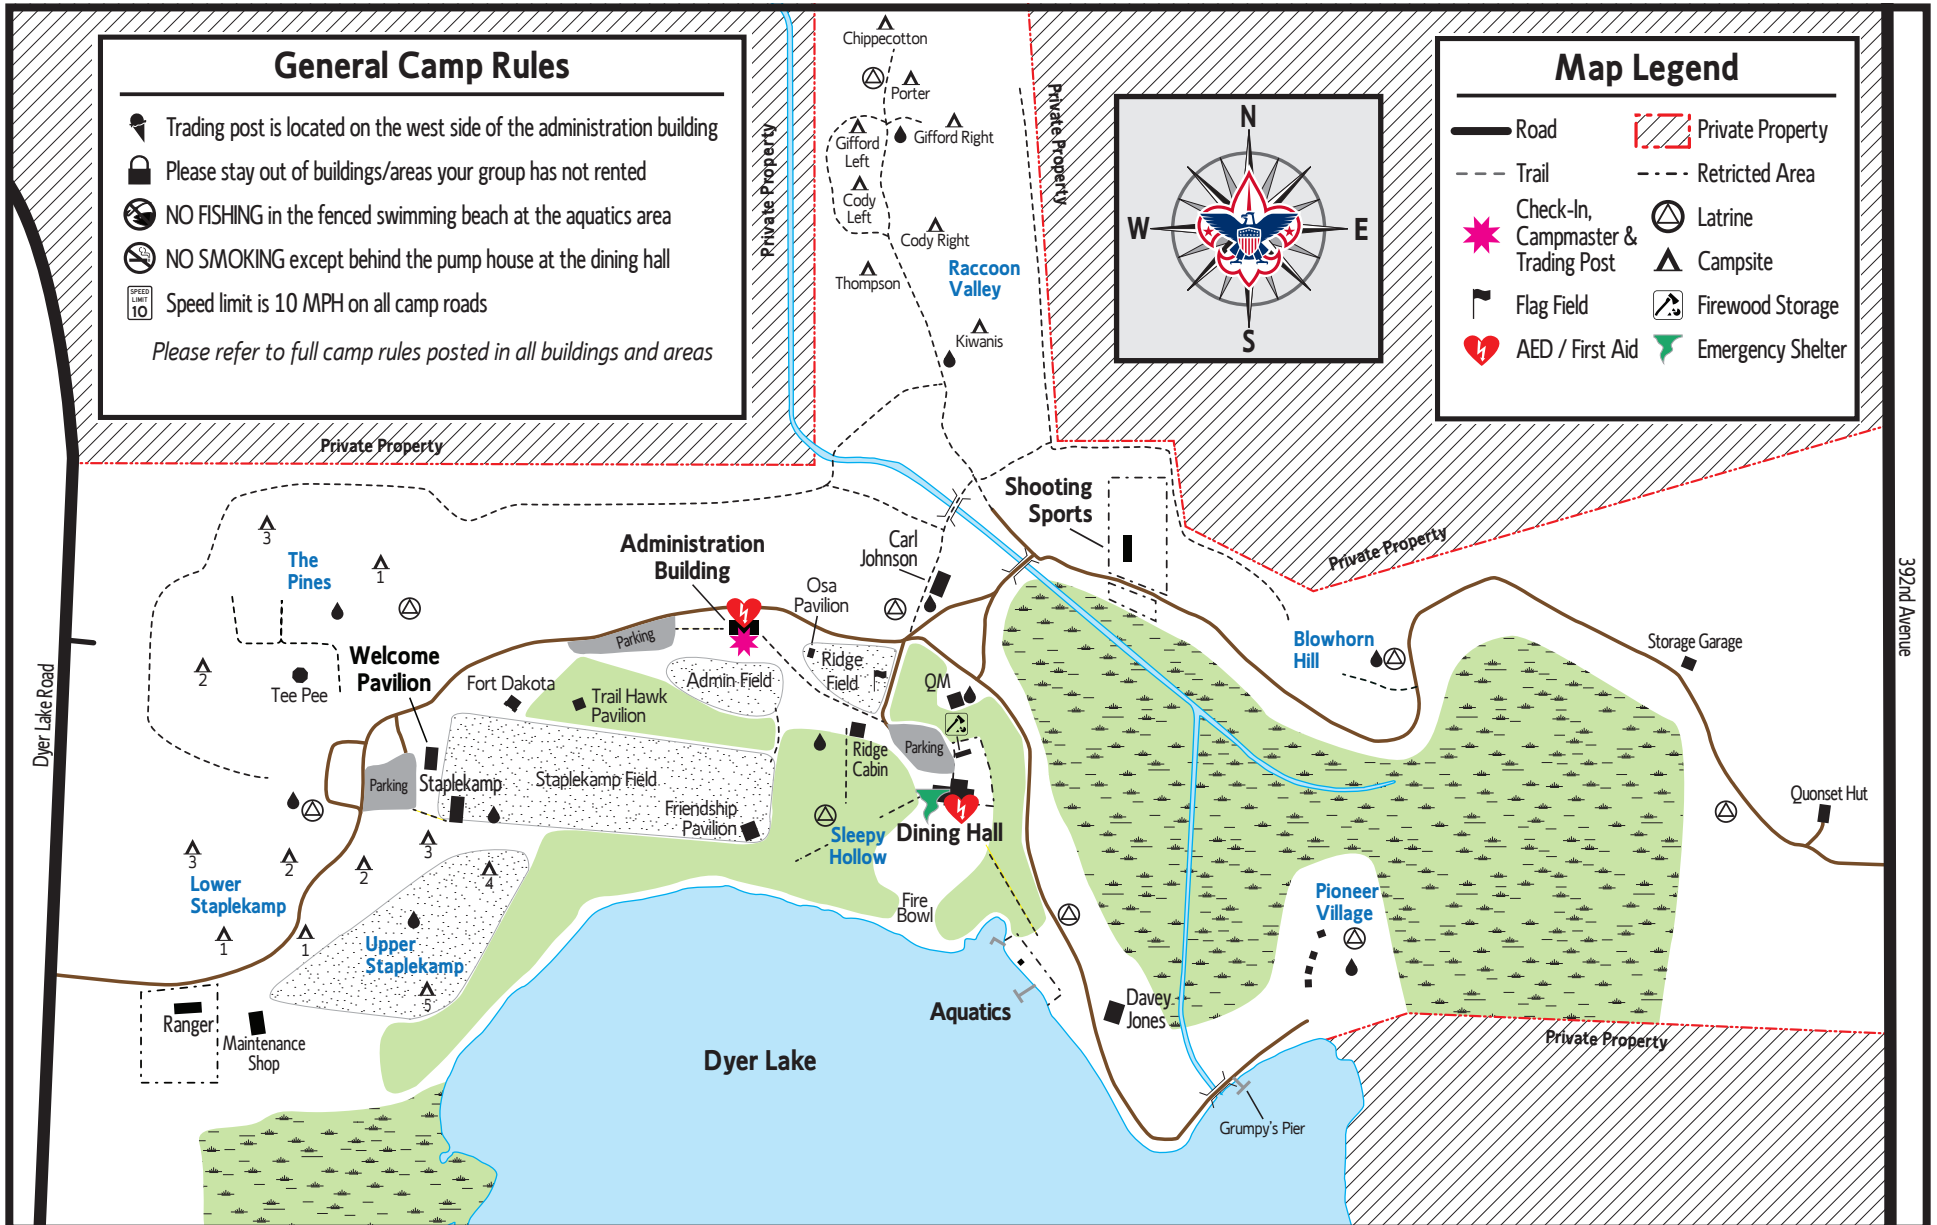 General Camp Rules
Trading post is located on the west side of the administration building
Please stay out of buildings/areas your group has not rented
NO FISHING in the fenced swimming beach at the aquatics area
NO SMOKING except behind the pump house at the dining hall
SPEED
LIMIT
10
Speed limit is 10 MPH on all camp roads
Please refer to full camp rules posted in all buildings and areas
Map Legend
Road
Private Property
Trail
Retricted Area
Check-In,
Campmaster &
Trading Post
Latrine
Campsite
Flag Field
Firewood Storage
AED / First Aid
Emergency Shelter
N
W
E
S
Chippecotton
Porter
Gifford
Left
Gifford Right
Cody
Left
Cody Right
Thompson
Raccoon
Valley
Kiwanis
Private Property
Private Property
Private Property
Private Property
Private Property
Shooting
Sports
Carl
Johnson
Administration
Building
Osa
Pavilion
Parking
Ridge
Field
Admin Field
The
Pines
3
1
2
Tee Pee
Welcome
Pavilion
Fort Dakota
Trail Hawk
Pavilion
QM
Parking
Ridge
Cabin
Staplekamp
Staplekamp Field
Parking
Friendship
Pavilion
Sleepy
Hollow
Dining Hall
Fire
Bowl
Blowhorn
Hill
Storage Garage
Quonset Hut
392nd Avenue
Dyer Lake Road
3
2
2
3
4
Lower
Staplekamp
1
1
Upper
Staplekamp
5
Ranger
Maintenance
Shop
Aquatics
Dyer Lake
Davey
Jones
Pioneer
Village
Grumpy's Pier